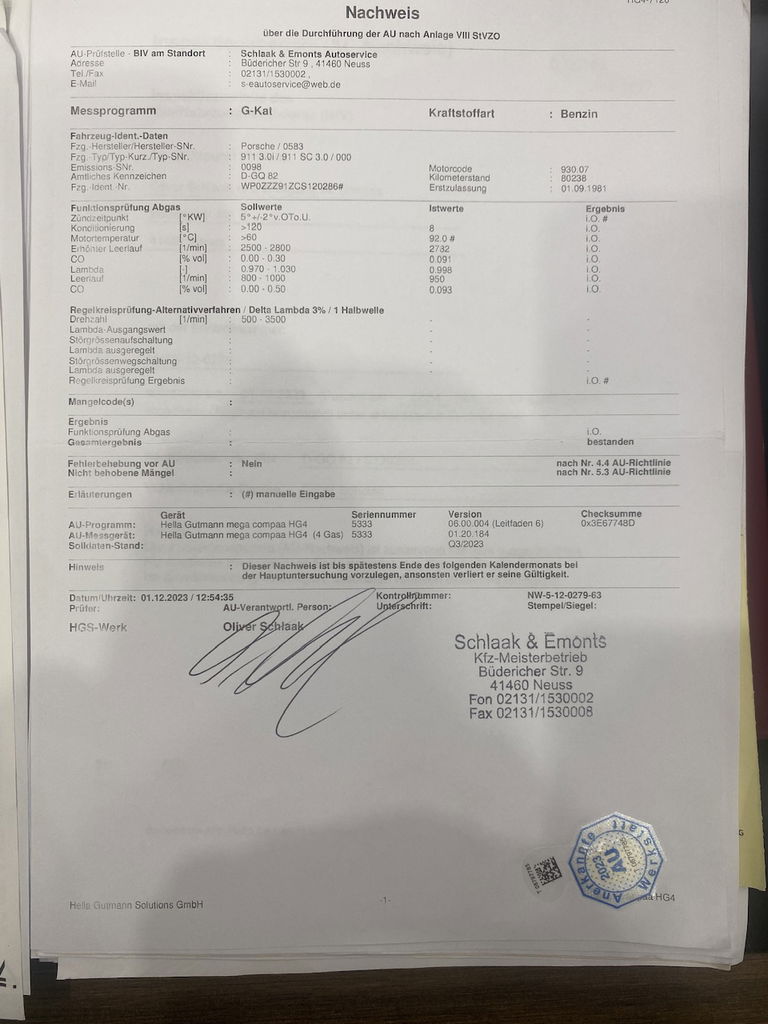 HG4-7120
Nachweis
über die Durchführung der AU nach Anlage VIII StVZO
AU-Prüfstelle - BIV am Standort : Schlaak & Emonts Autoservice
Adresse : Büdericher Str 9 , 41460 Neuss
Tel./Fax : 02131/1530002 ,
E-Mail : s-eautoservice@web.de
Messprogramm : G-Kat Kraftstoffart : Benzin
Fahrzeug-Ident.-Daten
Fzg.-Hersteller/Hersteller-SNr. : Porsche / 0583
Fzg.-Typ/Typ-Kurz./Typ-SNr. : 911 3.0i / 911 SC 3.0 / 000
Emissions-SNr. : 0098 Motorcode : 930.07
Amtliches Kennzeichen : D-GQ 82 Kilometerstand : 80238
Fzg.-Ident.-Nr. : WP0ZZZ91ZCS120286# Erstzulassung : 01.09.1981
Funktionsprüfung Abgas Sollwerte Istwerte Ergebnis
Zündzeitpunkt [°KW] : 5°+/-2°v.OTo.U. i.O. #
Konditionierung [s] : >120 8 i.O.
Motortemperatur [°C] : >60 92.0 # i.O.
Erhöhter Leerlauf [1/min] : 2500 - 2800 2732 i.O.
CO [% vol] : 0.00 - 0.30 0.091 i.O.
Lambda [-] : 0.970 - 1.030 0.998 i.O.
Leerlauf [1/min] : 800 - 1000 950 i.O.
CO [% vol] : 0.00 - 0.50 0.093 i.O.
Regelkreisprüfung-Alternativverfahren / Delta Lambda 3% / 1 Halbwelle
Drehzahl [1/min] : 500 - 3500 - -
Lambda-Ausgangswert : - -
Störgrössenaufschaltung : - -
Lambda ausgeregelt : - -
Störgrössenwegschaltung : - -
Lambda ausgeregelt : - -
Regelkreisprüfung Ergebnis : i.O. #
Mangelcode(s) :
Ergebnis
Funktionsprüfung Abgas : i.O.
Gesamtergebnis : bestanden
Fehlerbehebung vor AU : Nein nach Nr. 4.4 AU-Richtlinie
Nicht behobene Mängel : nach Nr. 5.3 AU-Richtlinie
Erläuterungen : (#) manuelle Eingabe
Gerät Seriennummer Version Checksumme
AU-Programm: Hella Gutmann mega compaa HG4 5333 06.00.004 (Leitfaden 6) 0x3E67748D
AU-Messgerät: Hella Gutmann mega compaa HG4 (4 Gas) 5333 01.20.184
Solldaten-Stand: Q3/2023
Hinweis : Dieser Nachweis ist bis spätestens Ende des folgenden Kalendermonats bei
der Hauptuntersuchung vorzulegen, ansonsten verliert er seine Gültigkeit.
Datum/Uhrzeit: 01.12.2023 / 12:54:35 Kontrollnummer: NW-5-12-0279-63
Prüfer: AU-Verantwortl. Person: Unterschrift: Stempel/Siegel:
HGS-Werk Oliver Schlaak
Schlaak & Emonts
Kfz-Meisterbetrieb
Büdericher Str. 9
41460 Neuss
Fon 02131/1530002
Fax 02131/1530008
Anerkannte Werkstatt
AU
2023
Hella Gutmann Solutions GmbH -1- paa HG4